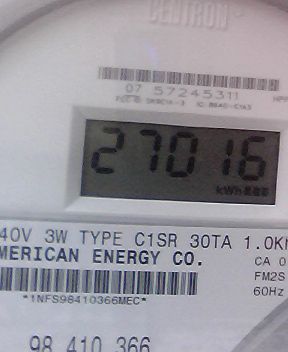 CENTRON
07 57245311
27016
kWh
40V 3W TYPE C1SR 30TA 1.0K
MERICAN ENERGY CO.
CA 0
FM2S
60Hz
*1NFS98410366MEC*
98 410 366